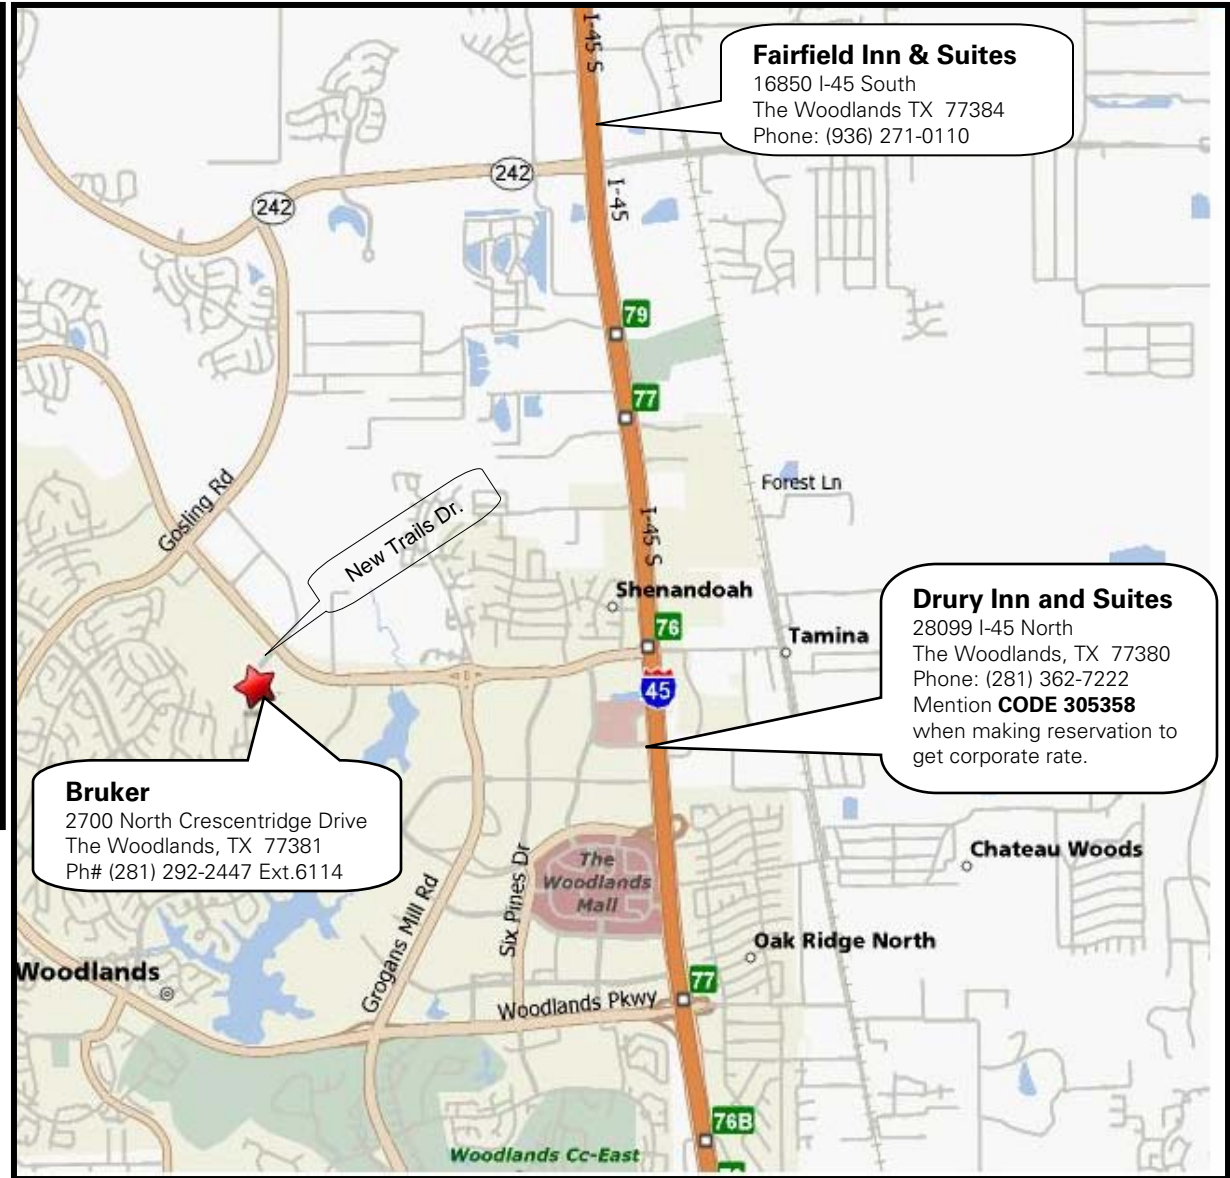 I-45 S
Fairfield Inn & Suites
16850 I-45 South
The Woodlands TX  77384
Phone: (936) 271-0110
242
242
I-45
79
77
Forest Ln
Gosling Rd
New Trails Dr.
I-45 S
Shenandoah
76
Tamina
45
Drury Inn and Suites
28099 I-45 North
The Woodlands, TX  77380
Phone: (281) 362-7222
Mention CODE 305358
when making reservation to
get corporate rate.
Bruker
2700 North Crescentridge Drive
The Woodlands, TX  77381
Ph# (281) 292-2447 Ext.6114
The
Woodlands
Mall
Chateau Woods
Six Pines Dr
Grogans Mill Rd
Oak Ridge North
Woodlands
77
Woodlands Pkwy
76B
Woodlands Cc-East